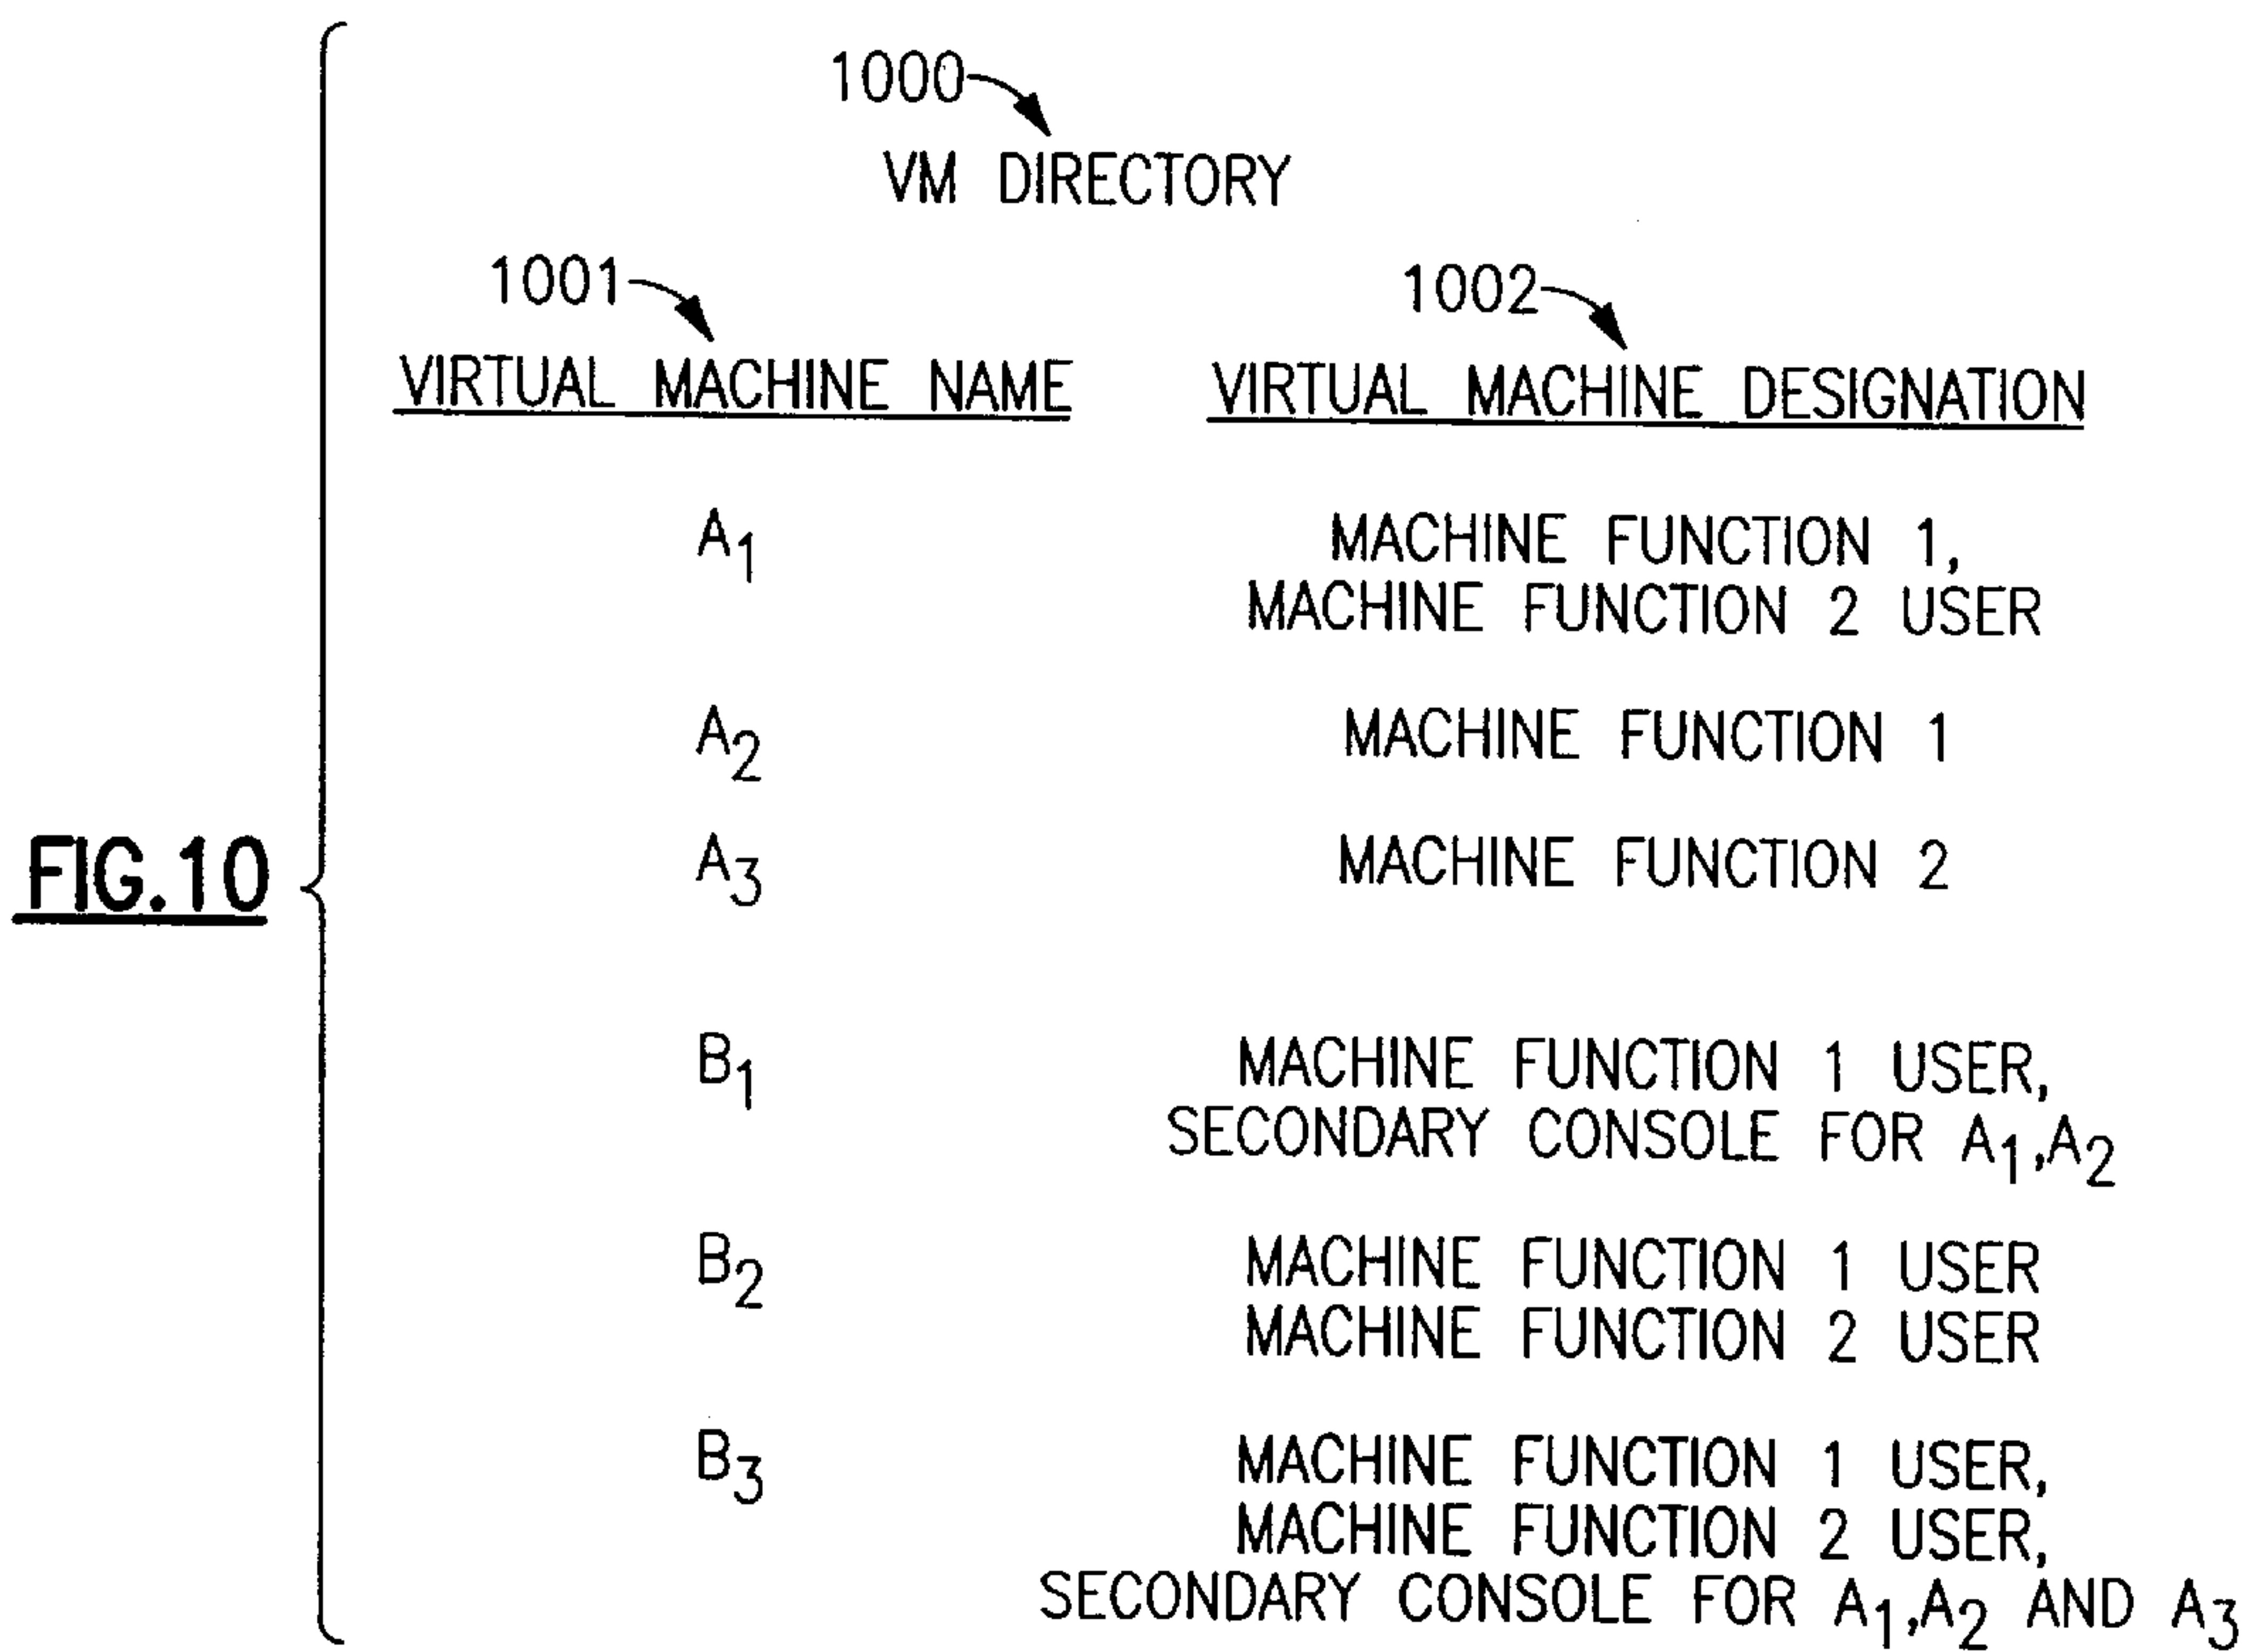 1000
VM DIRECTORY
1001
1002
VIRTUAL MACHINE NAME VIRTUAL MACHINE DESIGNATION
A1 MACHINE FUNCTION 1,
MACHINE FUNCTION 2 USER
A2 MACHINE FUNCTION 1
FIG.10
A3 MACHINE FUNCTION 2
B1 MACHINE FUNCTION 1 USER,
SECONDARY CONSOLE FOR A1,A2
B2 MACHINE FUNCTION 1 USER
MACHINE FUNCTION 2 USER
B3 MACHINE FUNCTION 1 USER,
MACHINE FUNCTION 2 USER,
SECONDARY CONSOLE FOR A1,A2 AND A3